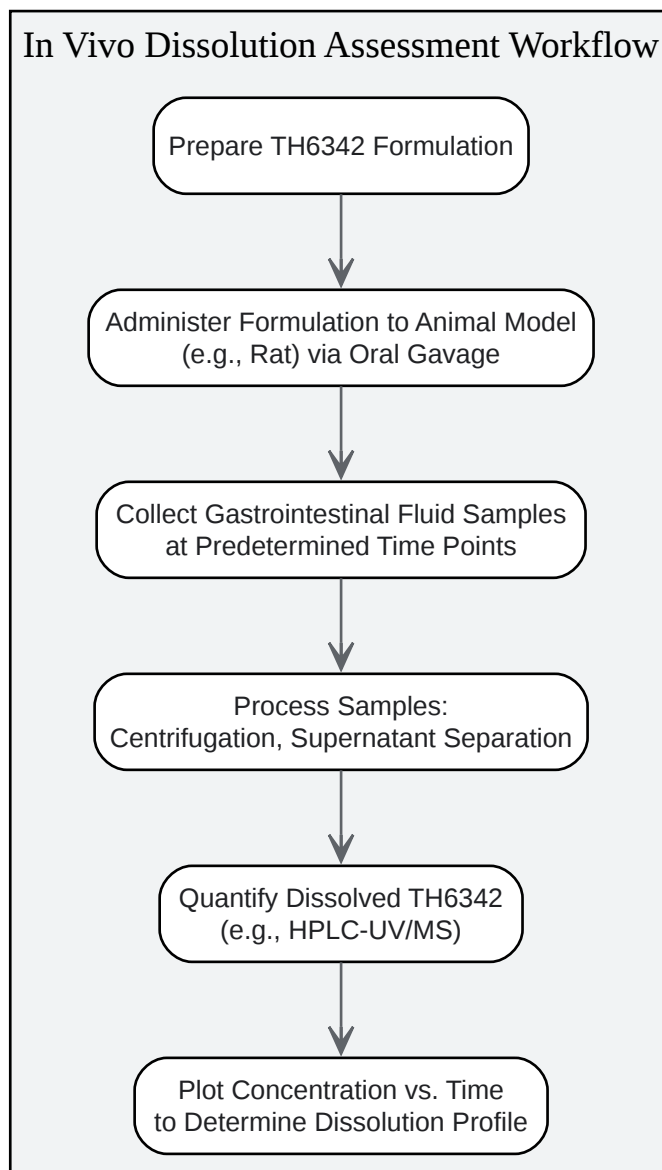 In Vivo Dissolution Assessment Workflow
Prepare TH6342 Formulation
Administer Formulation to Animal Model
(e.g., Rat) via Oral Gavage
Collect Gastrointestinal Fluid Samples
at Predetermined Time Points
Process Samples:
Centrifugation, Supernatant Separation
Quantify Dissolved TH6342
(e.g., HPLC-UV/MS)
Plot Concentration vs. Time
to Determine Dissolution Profile